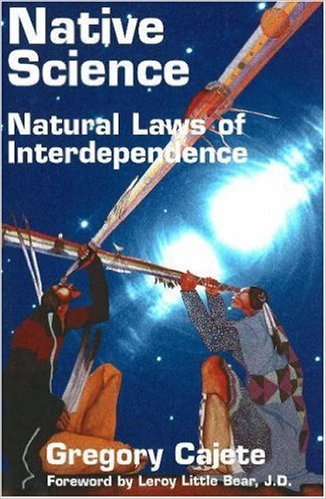 Native
Science
Natural Laws of
Interdependence
Gregory Cajete
Foreword by Leroy Little Bear, J.D.